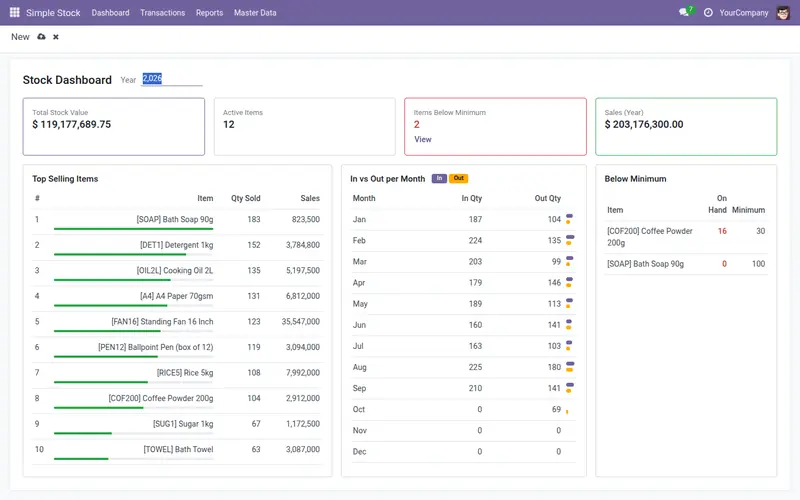 Simple Stock Dashboard Transactions Reports Master Data 7 YourCompany
New
Stock Dashboard Year 2,026
Total Stock Value
$ 119,177,689.75
Active Items
12
Items Below Minimum
2
View
Sales (Year)
$ 203,176,300.00
Top Selling Items
# Item Qty Sold Sales
1 [SOAP] Bath Soap 90g 183 823,500
2 [DET1] Detergent 1kg 152 3,784,800
3 [OIL2L] Cooking Oil 2L 135 5,197,500
4 [A4] A4 Paper 70gsm 131 6,812,000
5 [FAN16] Standing Fan 16 Inch 123 35,547,000
6 [PEN12] Ballpoint Pen (box of 12) 119 3,094,000
7 [RICE5] Rice 5kg 108 7,992,000
8 [COF200] Coffee Powder 200g 104 2,912,000
9 [SUG1] Sugar 1kg 67 1,172,500
10 [TOWEL] Bath Towel 63 3,087,000
In vs Out per Month In Out
Month In Qty Out Qty
Jan 187 104
Feb 224 135
Mar 203 99
Apr 179 146
May 189 113
Jun 160 141
Jul 163 103
Aug 225 180
Sep 210 141
Oct 0 69
Nov 0 0
Dec 0 0
Below Minimum
Item On Hand Minimum
[COF200] Coffee Powder 200g 16 30
[SOAP] Bath Soap 90g 0 100